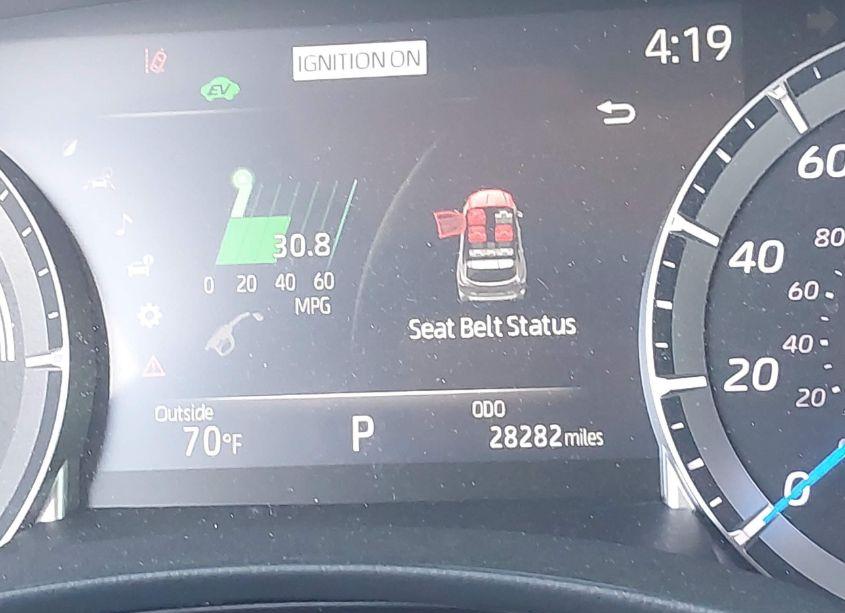 IGNITION ON
4:19
EV
30.8
0 20 40 60
MPG
Seat Belt Status
Outside
70°F
P
ODO
28282 miles
60
40
20
0
80
60
40
20